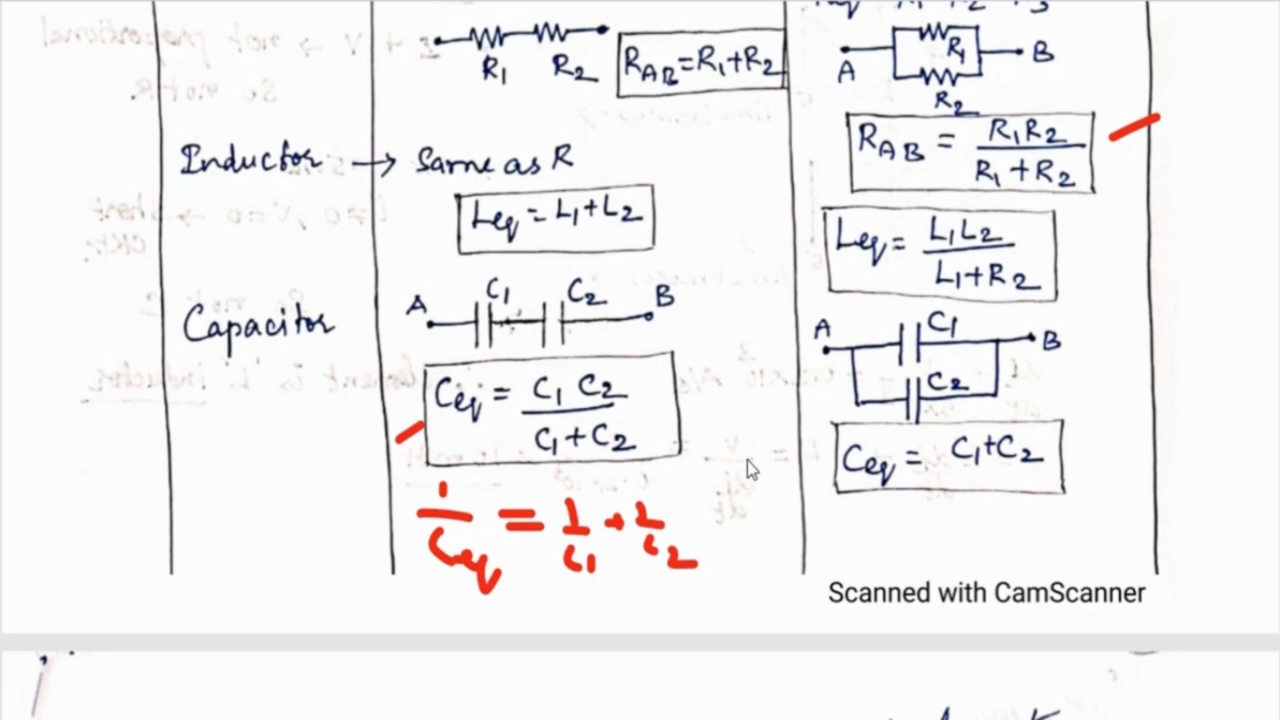 R₁ R₂
R_AB = R₁ + R₂
A R₁ B
R₂
R_AB = R₁R₂ / R₁ + R₂
Inductor → Same as R
Leq = L₁ + L₂
Leq = L₁L₂ / L₁ + R₂
Capacitor
A C₁ C₂ B
Ceq = C₁ C₂ / C₁ + C₂
A C₁ B
C₂
Ceq = C₁ + C₂
1/Ceq = 1/C₁ + 1/C₂
Scanned with CamScanner